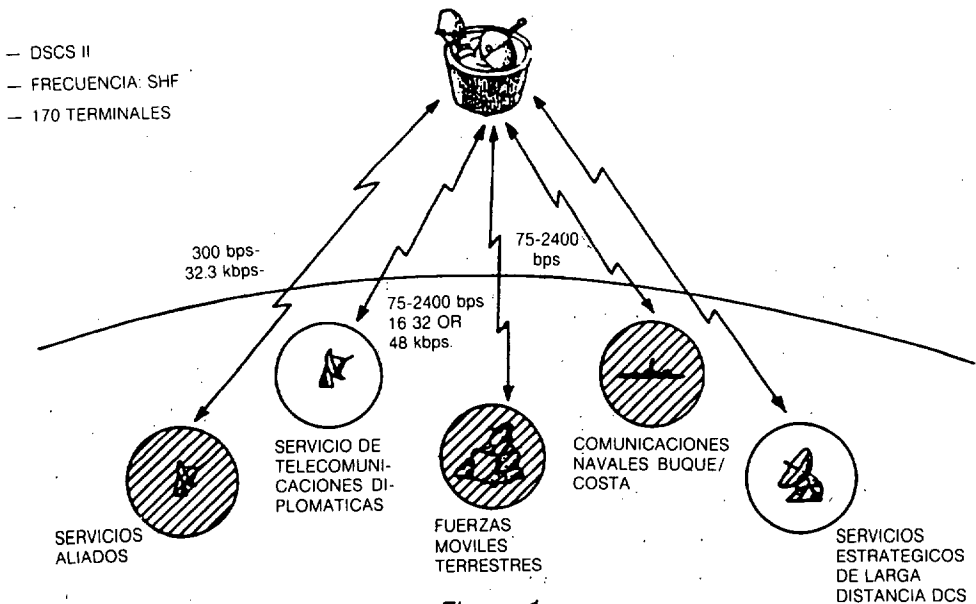 — DSCS II
— FRECUENCIA: SHF
— 170 TERMINALES
300 bps-
32.3 kbps-
75-2400 bps
16 32 OR
48 kbps.
75-2400
bps
SERVICIOS
ALIADOS
SERVICIO DE
TELECOMUNI-
CACIONES DI-
PLOMATICAS
FUERZAS
MOVILES
TERRESTRES
COMUNICACIONES
NAVALES BUQUE/
COSTA
SERVICIOS
ESTRATEGICOS
DE LARGA
DISTANCIA DCS